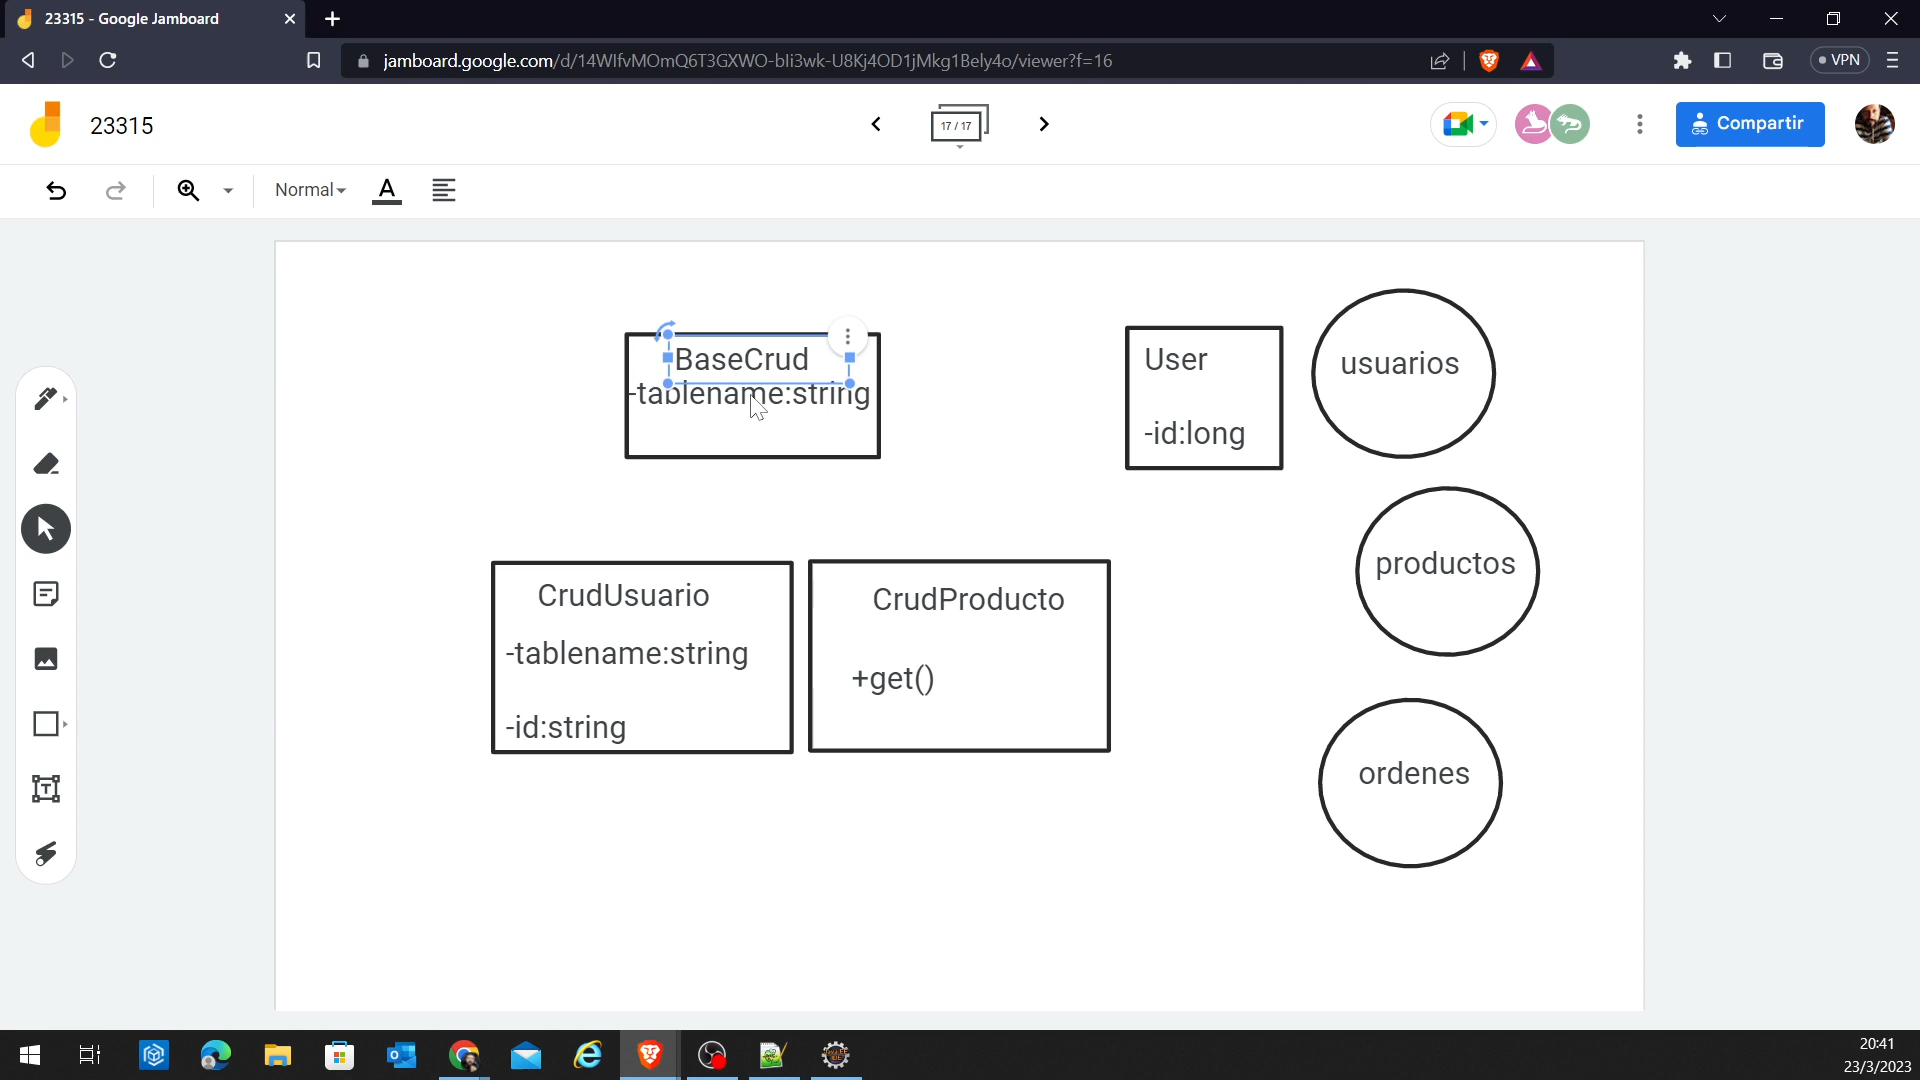 23315 - Google Jamboard
jamboard.google.com/d/14WIfvMOmQ6T3GXWO-bIi3wk-U8Kj4OD1jMkg1Bely4o/viewer?f=16
VPN
23315
17 / 17
Compartir
Normal
A
BaseCrud
-tablename:string
User
-id:long
usuarios
productos
CrudUsuario
-tablename:string
-id:string
CrudProducto
+get()
ordenes
20:41
23/3/2023